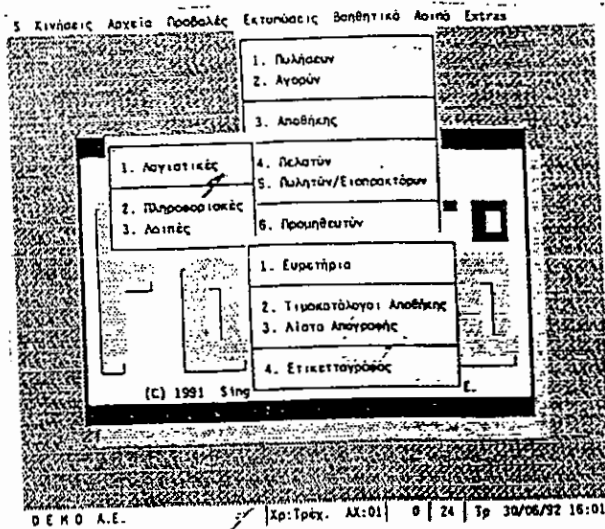 S Κινήσεις Αρχεία Προβολές Εκτυπώσεις Βοηθητικά Λοιπά Extras
1. Πωλήσεων
2. Αγορών
3. Αποθήκης
4. Πελατών
5. Πωλητών/Εισπρακτόρων
6. Προμηθευτών
1. Λογιστικές
2. Πληροφοριακές
3. Λοιπές
1. Ευρετήρια
2. Τιμοκατάλογοι Αποθήκης
3. Λίστα Απογραφής
4. Ετικεττογράφος
(C) 1991 Sing E.
DEMO Α.Ε. Χρ:Τρέχ. ΑΧ:01 0 24 Τρ 30/06/92 16:01